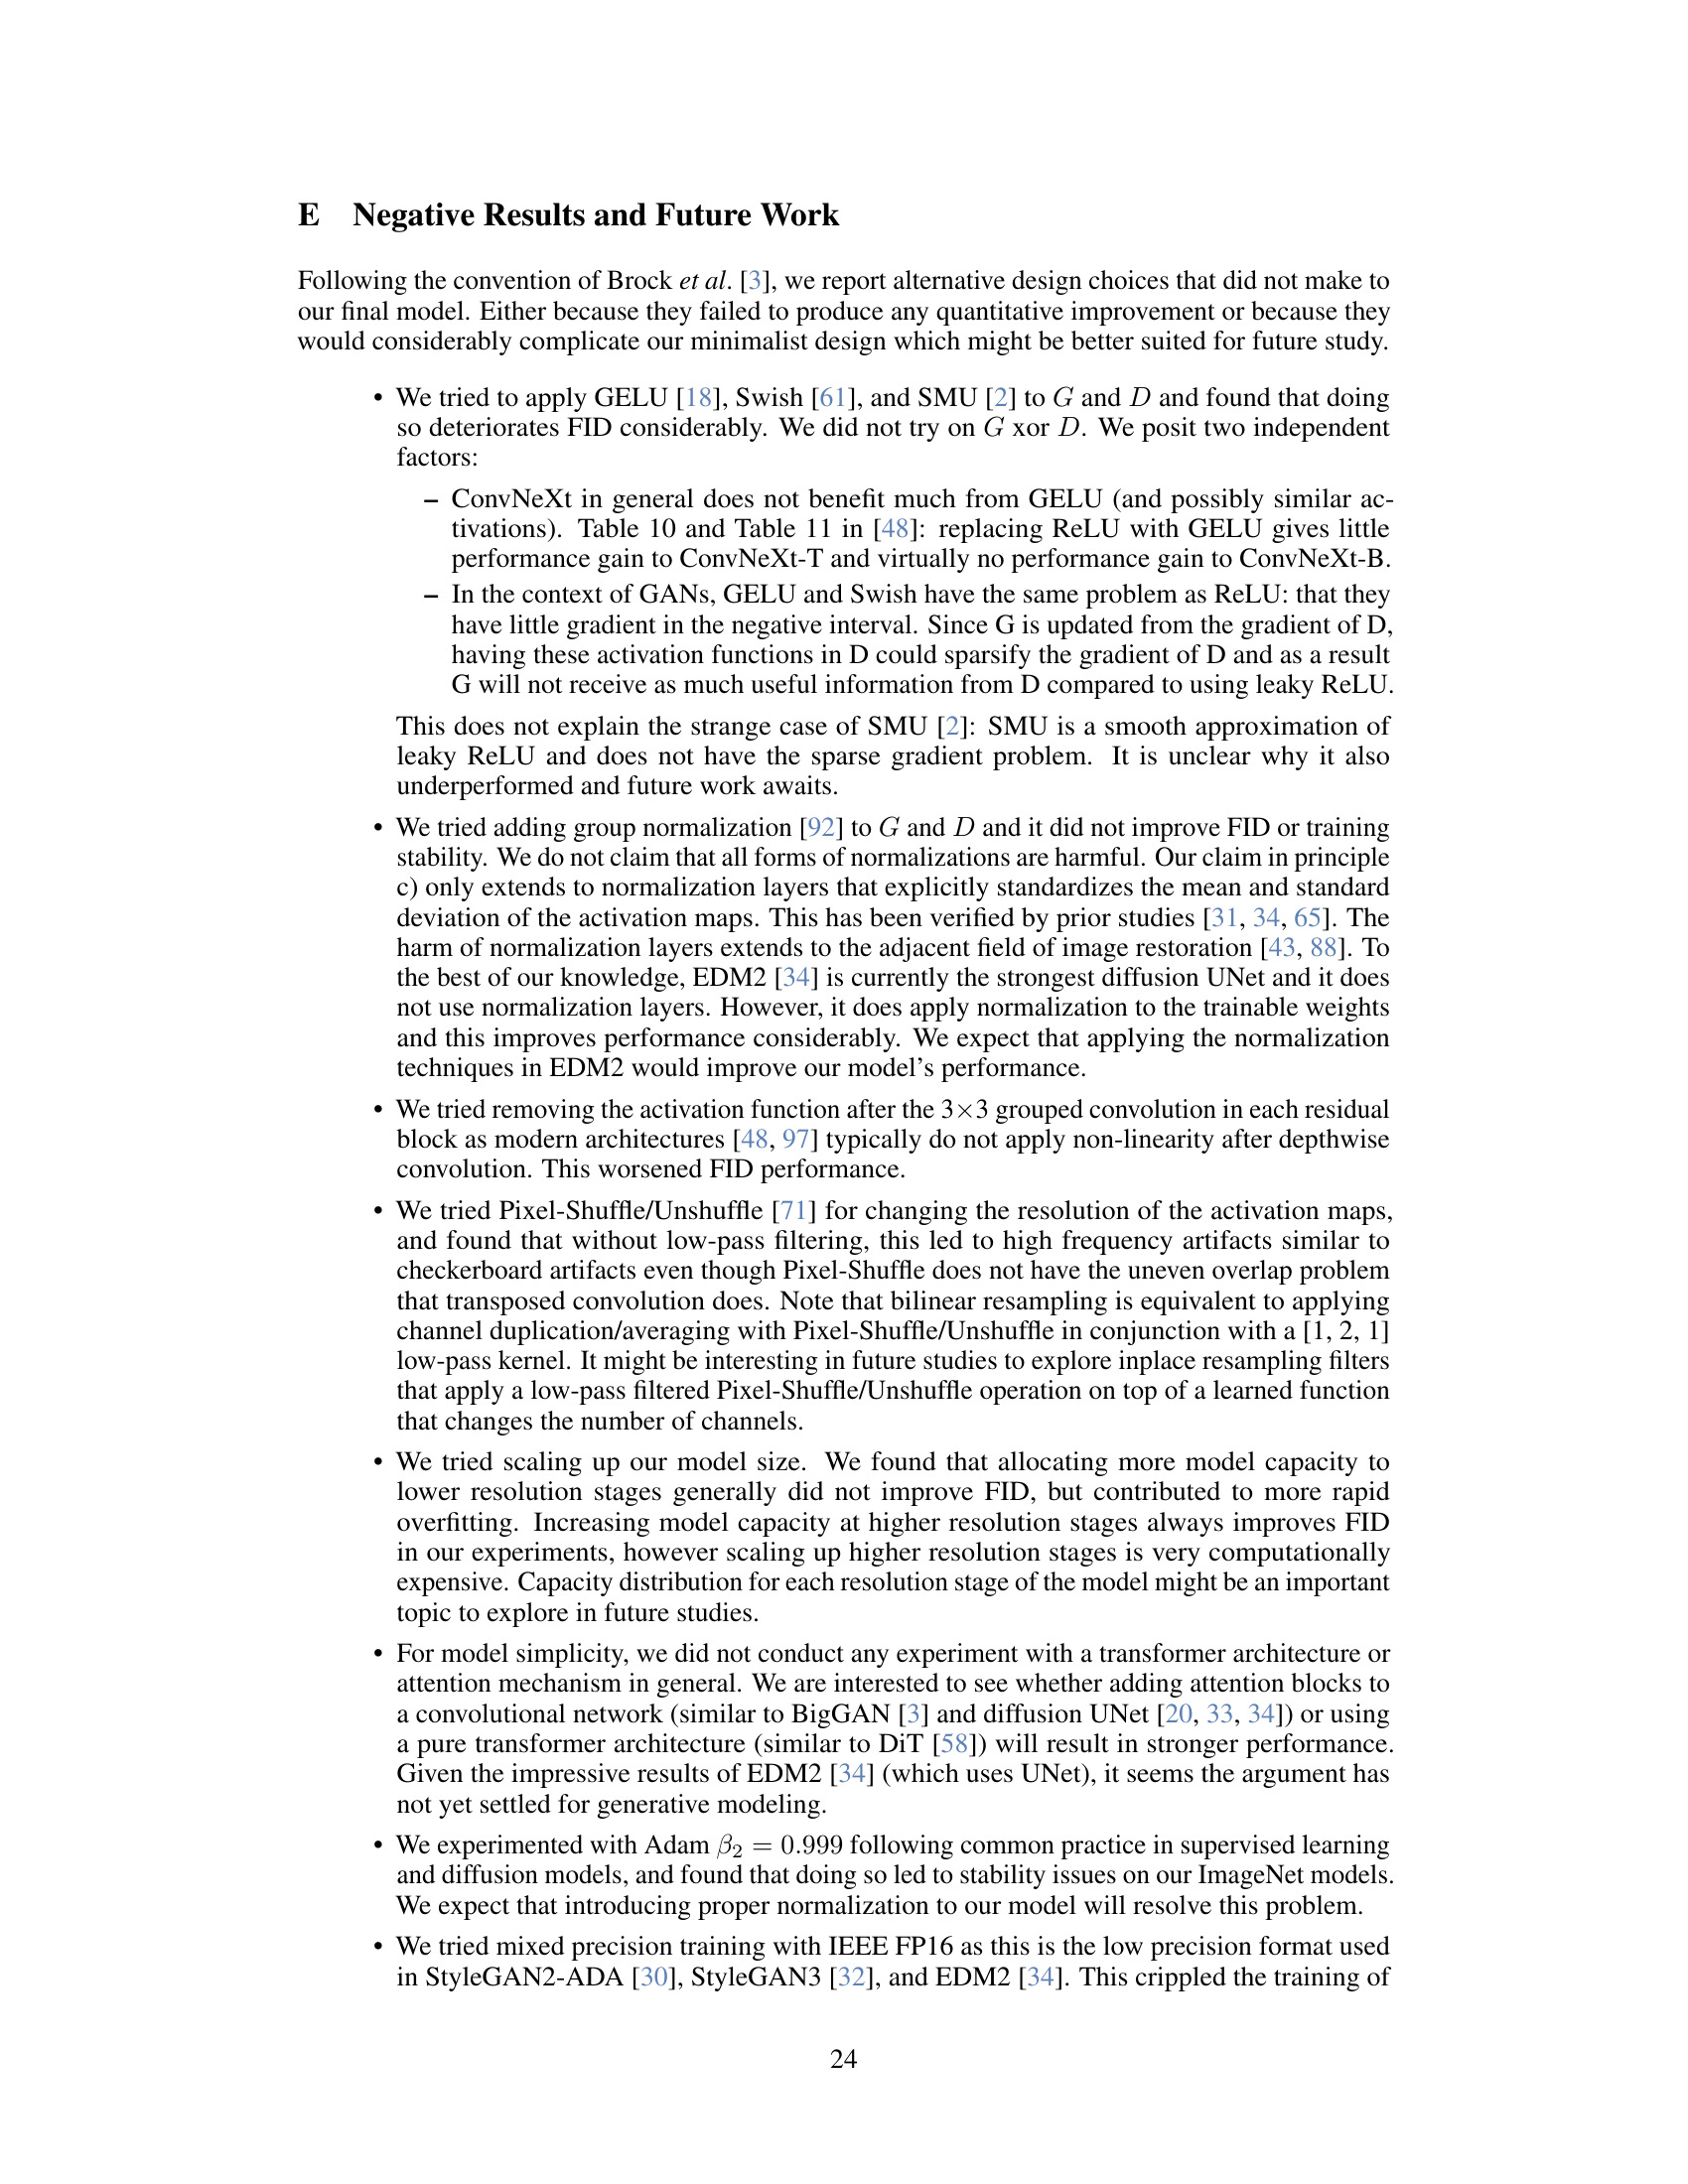 E Negative Results and Future Work
Following the convention of Brock et al. [3], we report alternative design choices that did not make to
our final model. Either because they failed to produce any quantitative improvement or because they
would considerably complicate our minimalist design which might be better suited for future study.
• We tried to apply GELU [18], Swish [61], and SMU [2] to G and D and found that doing
so deteriorates FID considerably. We did not try on G xor D. We posit two independent
factors:
– ConvNeXt in general does not benefit much from GELU (and possibly similar ac-
tivations). Table 10 and Table 11 in [48]: replacing ReLU with GELU gives little
performance gain to ConvNeXt-T and virtually no performance gain to ConvNeXt-B.
– In the context of GANs, GELU and Swish have the same problem as ReLU: that they
have little gradient in the negative interval. Since G is updated from the gradient of D,
having these activation functions in D could sparsify the gradient of D and as a result
G will not receive as much useful information from D compared to using leaky ReLU.
This does not explain the strange case of SMU [2]: SMU is a smooth approximation of
leaky ReLU and does not have the sparse gradient problem. It is unclear why it also
underperformed and future work awaits.
• We tried adding group normalization [92] to G and D and it did not improve FID or training
stability. We do not claim that all forms of normalizations are harmful. Our claim in principle
c) only extends to normalization layers that explicitly standardizes the mean and standard
deviation of the activation maps. This has been verified by prior studies [31, 34, 65]. The
harm of normalization layers extends to the adjacent field of image restoration [43, 88]. To
the best of our knowledge, EDM2 [34] is currently the strongest diffusion UNet and it does
not use normalization layers. However, it does apply normalization to the trainable weights
and this improves performance considerably. We expect that applying the normalization
techniques in EDM2 would improve our model's performance.
• We tried removing the activation function after the 3×3 grouped convolution in each residual
block as modern architectures [48, 97] typically do not apply non-linearity after depthwise
convolution. This worsened FID performance.
• We tried Pixel-Shuffle/Unshuffle [71] for changing the resolution of the activation maps,
and found that without low-pass filtering, this led to high frequency artifacts similar to
checkerboard artifacts even though Pixel-Shuffle does not have the uneven overlap problem
that transposed convolution does. Note that bilinear resampling is equivalent to applying
channel duplication/averaging with Pixel-Shuffle/Unshuffle in conjunction with a [1, 2, 1]
low-pass kernel. It might be interesting in future studies to explore inplace resampling filters
that apply a low-pass filtered Pixel-Shuffle/Unshuffle operation on top of a learned function
that changes the number of channels.
• We tried scaling up our model size. We found that allocating more model capacity to
lower resolution stages generally did not improve FID, but contributed to more rapid
overfitting. Increasing model capacity at higher resolution stages always improves FID
in our experiments, however scaling up higher resolution stages is very computationally
expensive. Capacity distribution for each resolution stage of the model might be an important
topic to explore in future studies.
• For model simplicity, we did not conduct any experiment with a transformer architecture or
attention mechanism in general. We are interested to see whether adding attention blocks to
a convolutional network (similar to BigGAN [3] and diffusion UNet [20, 33, 34]) or using
a pure transformer architecture (similar to DiT [58]) will result in stronger performance.
Given the impressive results of EDM2 [34] (which uses UNet), it seems the argument has
not yet settled for generative modeling.
• We experimented with Adam β₂ = 0.999 following common practice in supervised learning
and diffusion models, and found that doing so led to stability issues on our ImageNet models.
We expect that introducing proper normalization to our model will resolve this problem.
• We tried mixed precision training with IEEE FP16 as this is the low precision format used
in StyleGAN2-ADA [30], StyleGAN3 [32], and EDM2 [34]. This crippled the training of
24